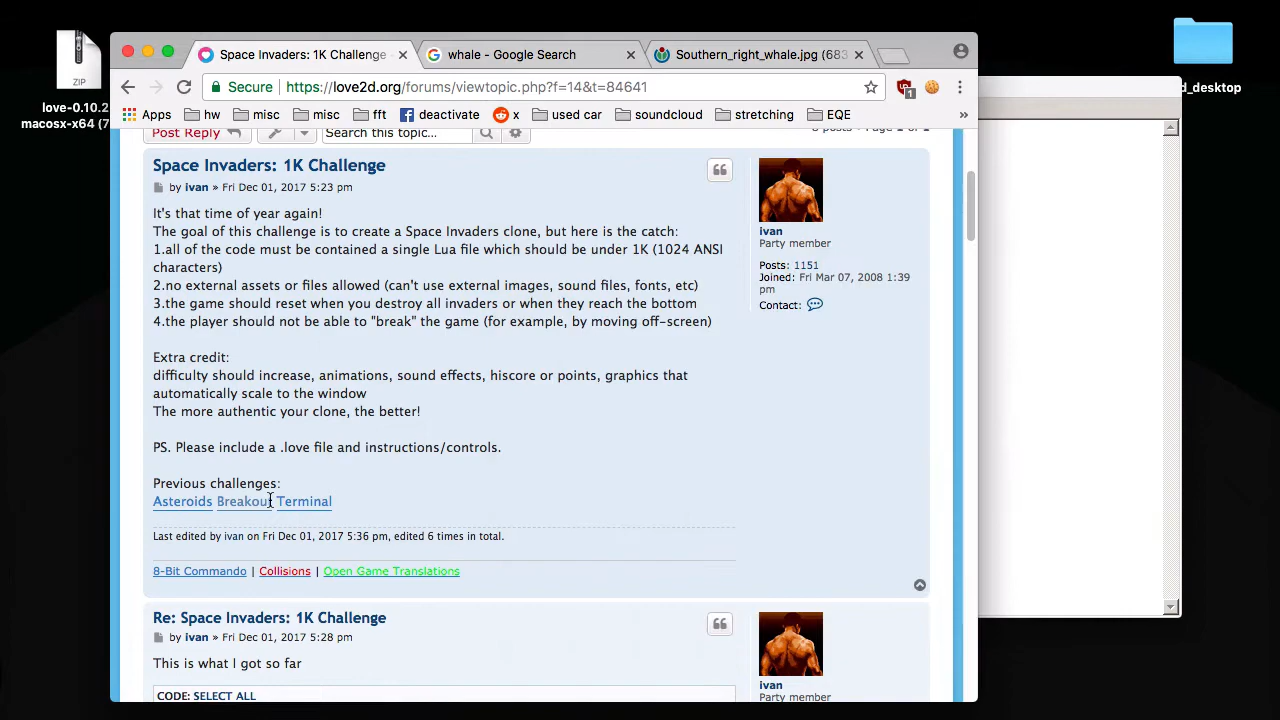 ZIP
love-0.10.2
macosx-x64 (7
d_desktop
Space Invaders: 1K Challenge
whale - Google Search
Southern_right_whale.jpg (683
Secure
https://love2d.org/forums/viewtopic.php?f=14&t=84641
1
Apps
hw
misc
misc
fft
deactivate
x
used car
soundcloud
stretching
EQE
»
Post Reply
Search this topic…
Space Invaders: 1K Challenge
by ivan » Fri Dec 01, 2017 5:23 pm
It's that time of year again!
The goal of this challenge is to create a Space Invaders clone, but here is the catch:
1.all of the code must be contained a single Lua file which should be under 1K (1024 ANSI
characters)
2.no external assets or files allowed (can't use external images, sound files, fonts, etc)
3.the game should reset when you destroy all invaders or when they reach the bottom
4.the player should not be able to "break" the game (for example, by moving off-screen)
Extra credit:
difficulty should increase, animations, sound effects, hiscore or points, graphics that
automatically scale to the window
The more authentic your clone, the better!
PS. Please include a .love file and instructions/controls.
Previous challenges:
Asteroids Breakout Terminal
Last edited by ivan on Fri Dec 01, 2017 5:36 pm, edited 6 times in total.
8-Bit Commando | Collisions | Open Game Translations
ivan
Party member
Posts: 1151
Joined: Fri Mar 07, 2008 1:39
pm
Contact:
Re: Space Invaders: 1K Challenge
by ivan » Fri Dec 01, 2017 5:28 pm
This is what I got so far
CODE: SELECT ALL
ivan
Party member